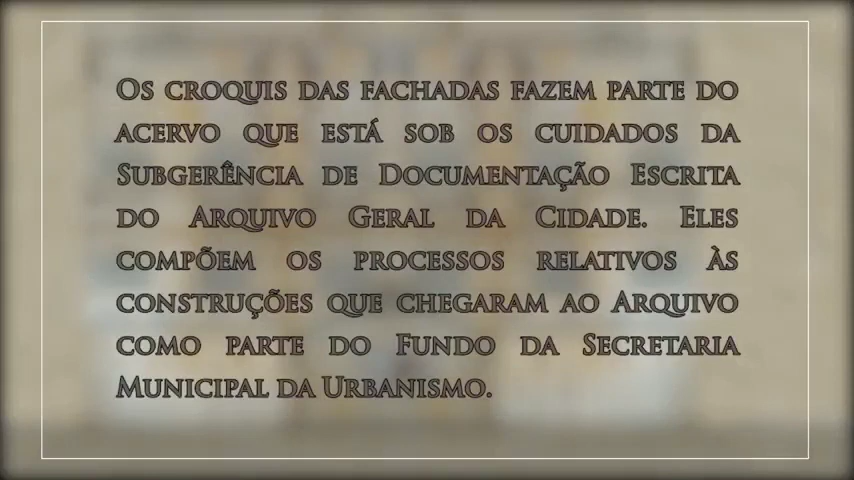 Os croquis das fachadas fazem parte do
acervo que está sob os cuidados da
Subgerência de Documentação Escrita
do Arquivo Geral da Cidade. Eles
compõem os processos relativos às
construções que chegaram ao Arquivo
como parte do Fundo da Secretaria
Municipal da Urbanismo.